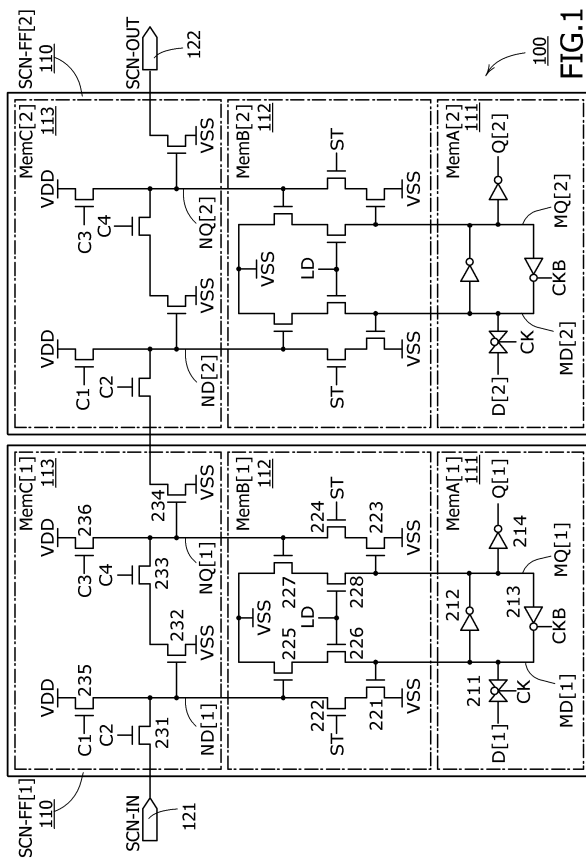 SCN-FF[1]
110
SCN-FF[2]
110
MemC[1]
113
VDD
C1
235
VDD
C3
236
SCN-IN
121
C2
231
C4
233
232
VSS
234
VSS
ND[1]
NQ[1]
MemB[1]
112
VSS
225
227
LD
226
228
ST
222
224
ST
221
223
VSS
VSS
MemA[1]
111
212
211
D[1]
CK
213
CKB
214
Q[1]
MD[1]
MQ[1]
MemC[2]
113
VDD
C1
VDD
C3
C2
C4
VSS
VSS
SCN-OUT
122
ND[2]
NQ[2]
MemB[2]
112
VSS
LD
ST
ST
VSS
VSS
MemA[2]
111
D[2]
CK
CKB
Q[2]
MD[2]
MQ[2]
100
FIG.1